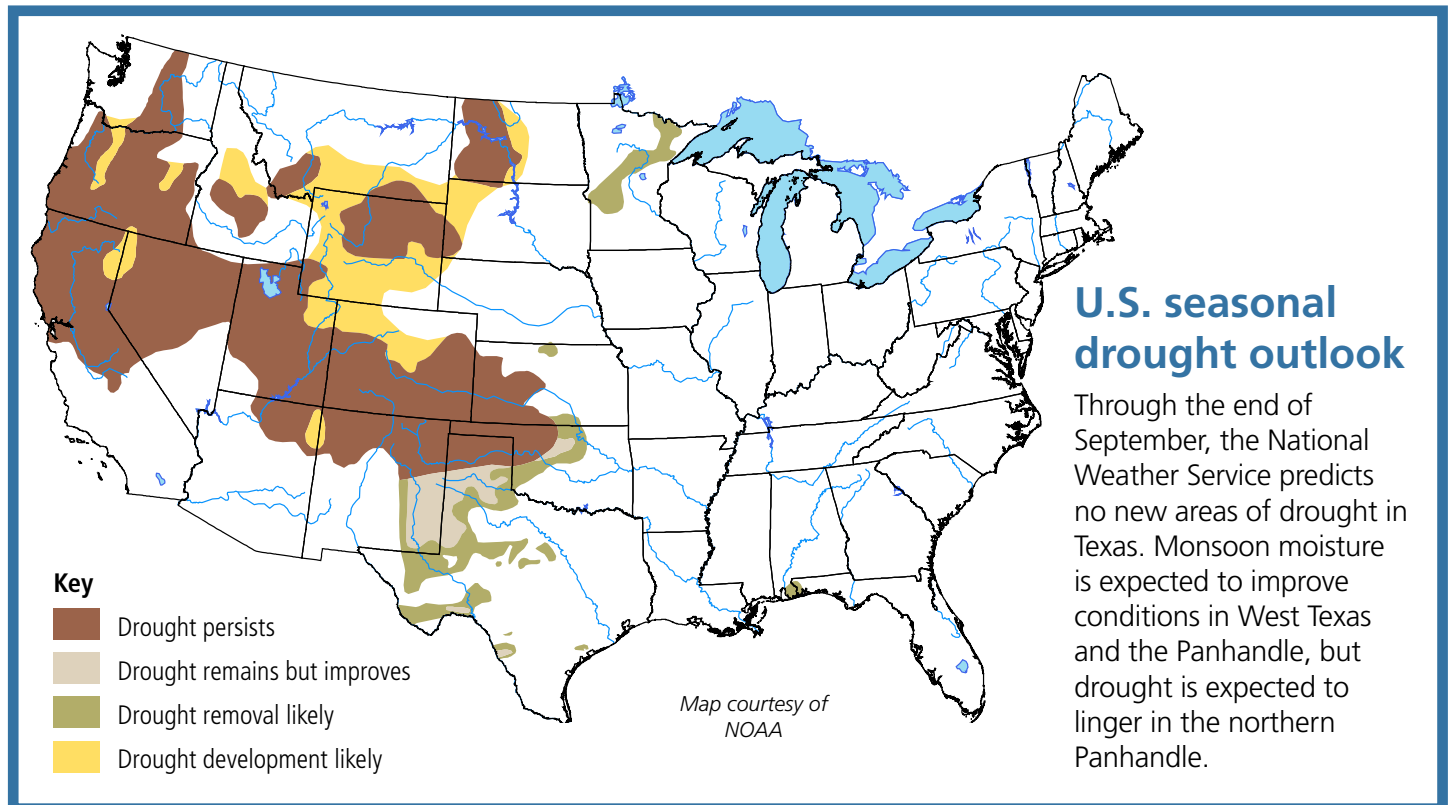 U.S. seasonal
drought outlook
Through the end of
September, the National
Weather Service predicts
no new areas of drought in
Texas. Monsoon moisture
is expected to improve
conditions in West Texas
and the Panhandle, but
drought is expected to
linger in the northern
Panhandle.
Key
Drought persists
Drought remains but improves
Drought removal likely
Drought development likely
Map courtesy of
NOAA